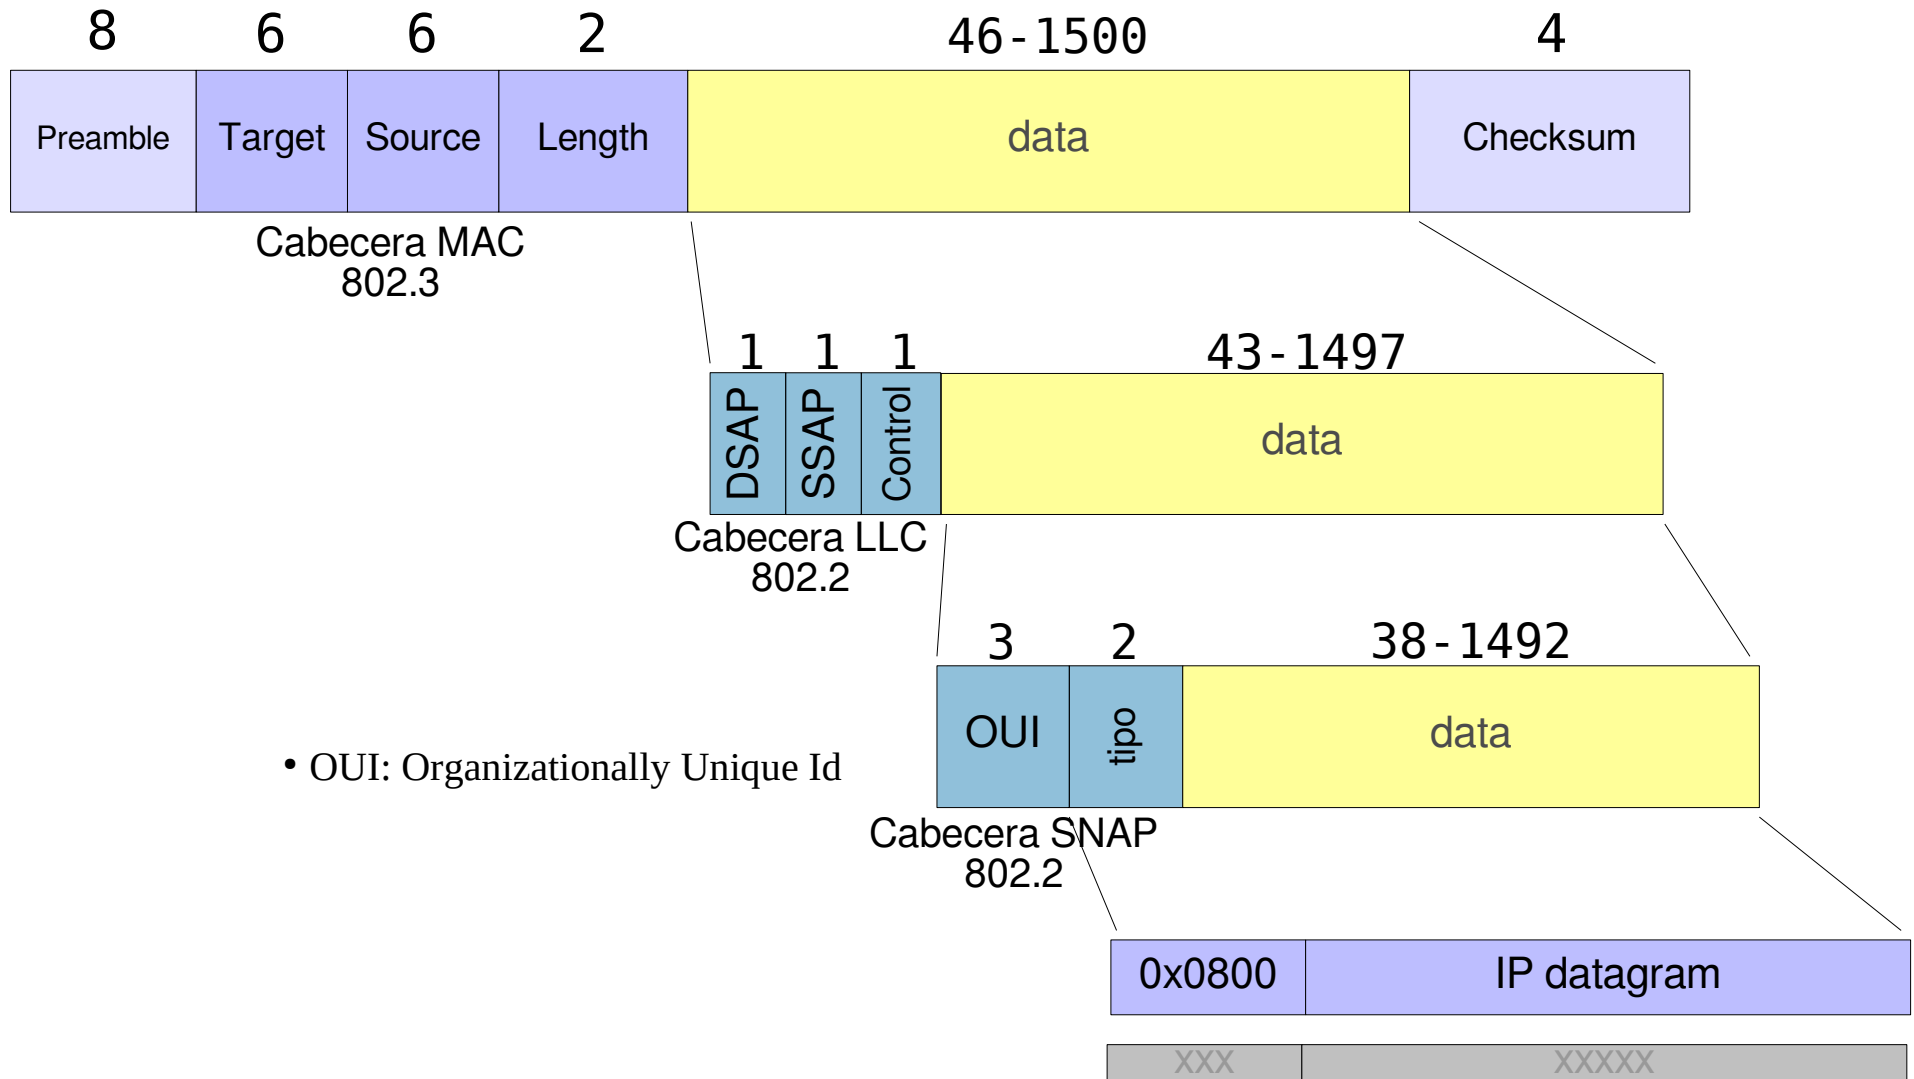 8 6 6 2 46-1500 4
Preamble Target Source Length data Checksum
Cabecera MAC
802.3
1 1 1 43-1497
DSAP SSAP Control data
Cabecera LLC
802.2
3 2 38-1492
OUI tipo data
• OUI: Organizationally Unique Id
Cabecera SNAP
802.2
0x0800 IP datagram
XXX XXXXX